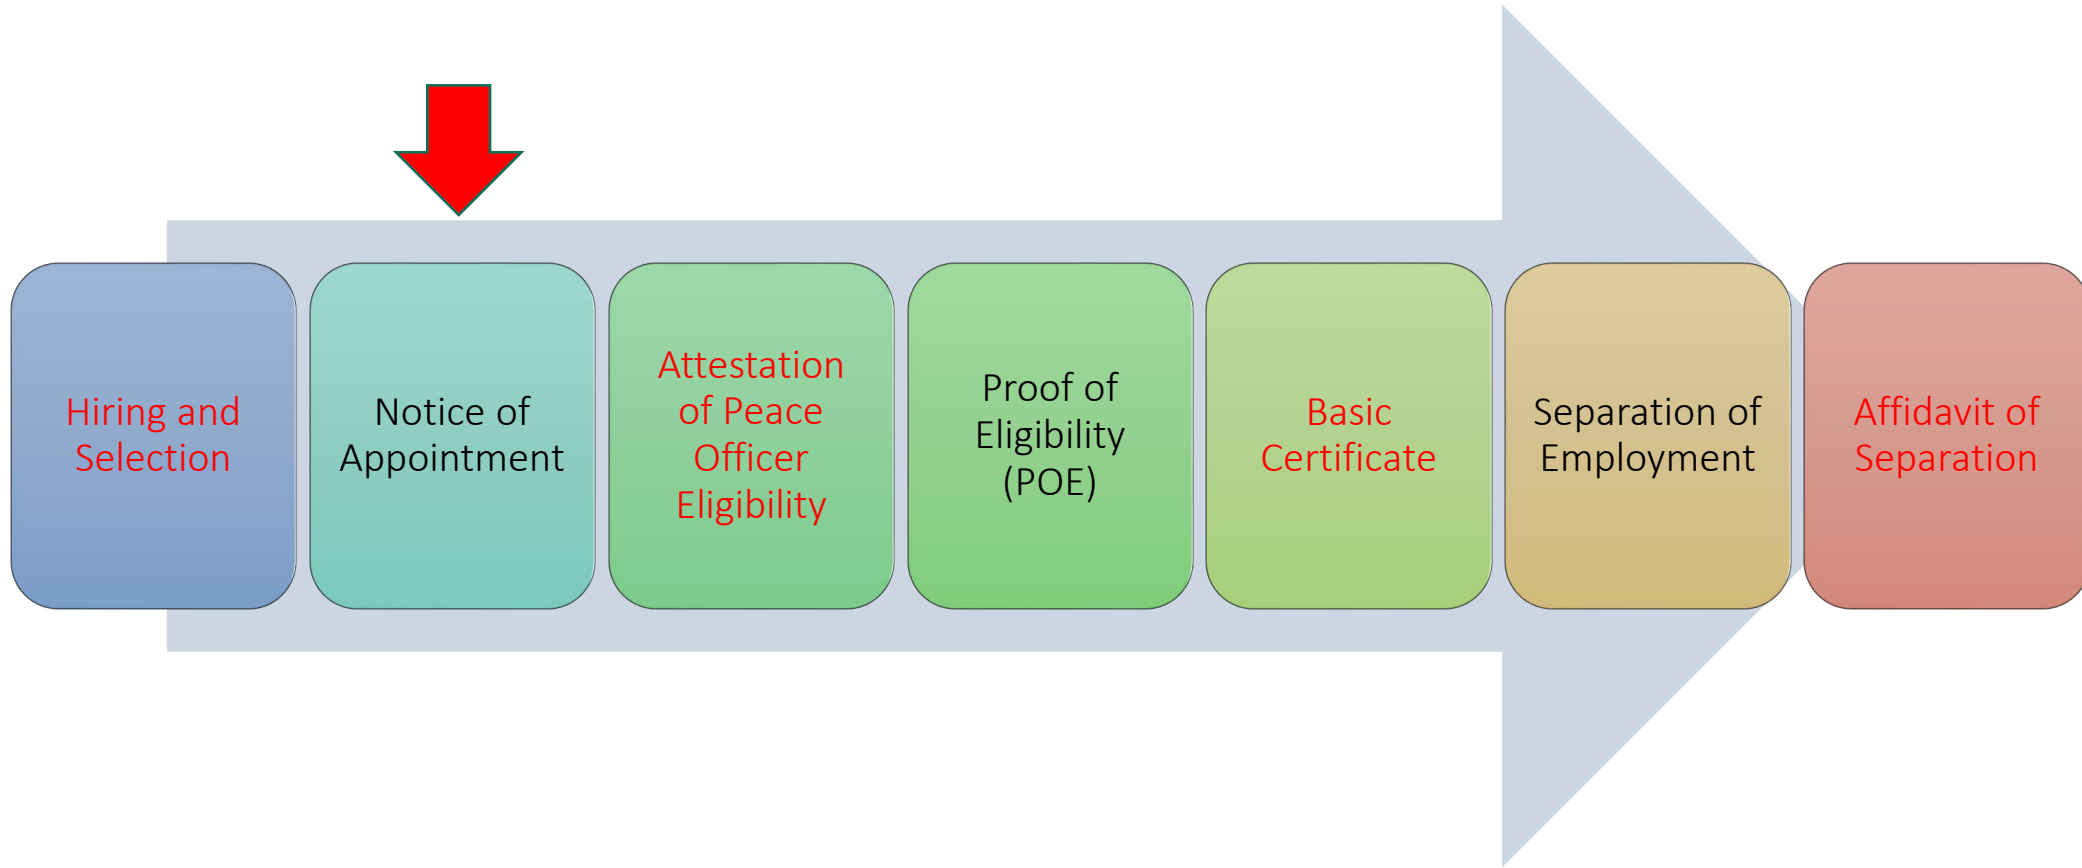 Hiring and
Selection
Notice of
Appointment
Attestation
of Peace
Officer
Eligibility
Proof of
Eligibility
(POE)
Basic
Certificate
Separation of
Employment
Affidavit of
Separation